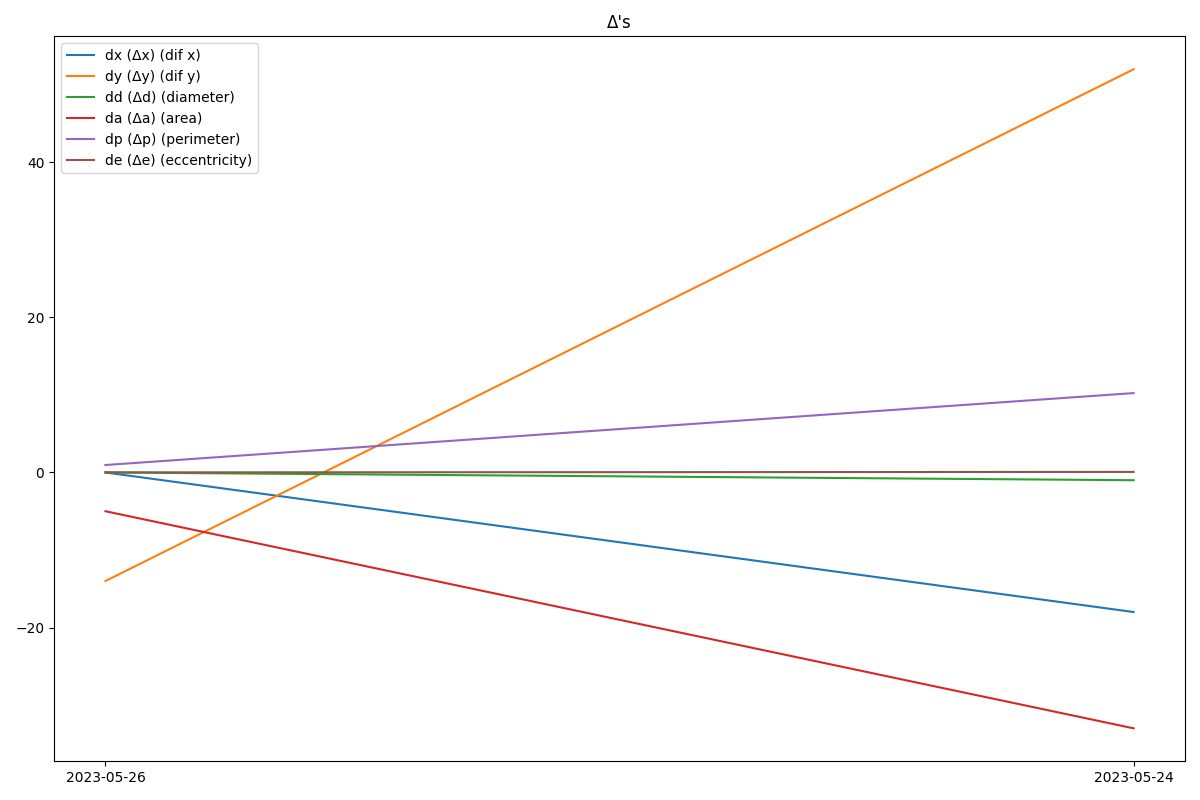 Δ's
dx (Δx) (dif x)
dy (Δy) (dif y)
dd (Δd) (diameter)
da (Δa) (area)
dp (Δp) (perimeter)
de (Δe) (eccentricity)
40
20
0
−20
2023-05-26
2023-05-24